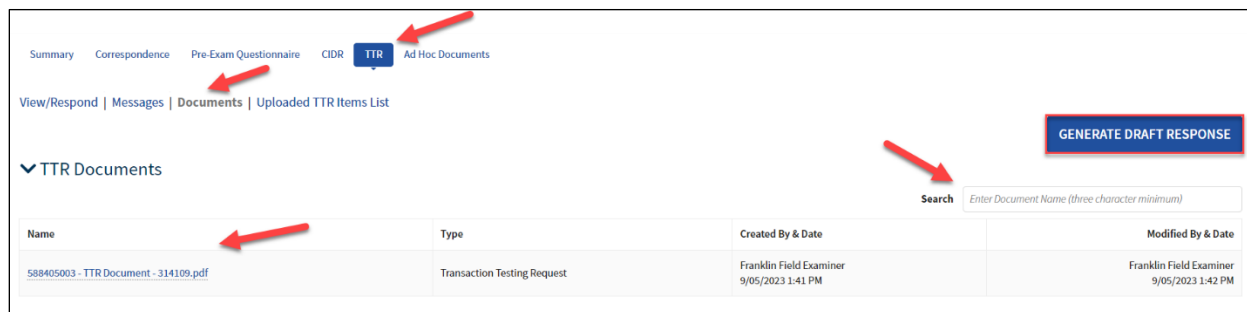 Summary Correspondence Pre-Exam Questionnaire CIDR TTR Ad Hoc Documents
View/Respond | Messages | Documents | Uploaded TTR Items List
GENERATE DRAFT RESPONSE
TTR Documents
Search Enter Document Name (three character minimum)
Name Type Created By & Date Modified By & Date
588405003 - TTR Document - 314109.pdf Transaction Testing Request Franklin Field Examiner Franklin Field Examiner
9/05/2023 1:41 PM 9/05/2023 1:42 PM